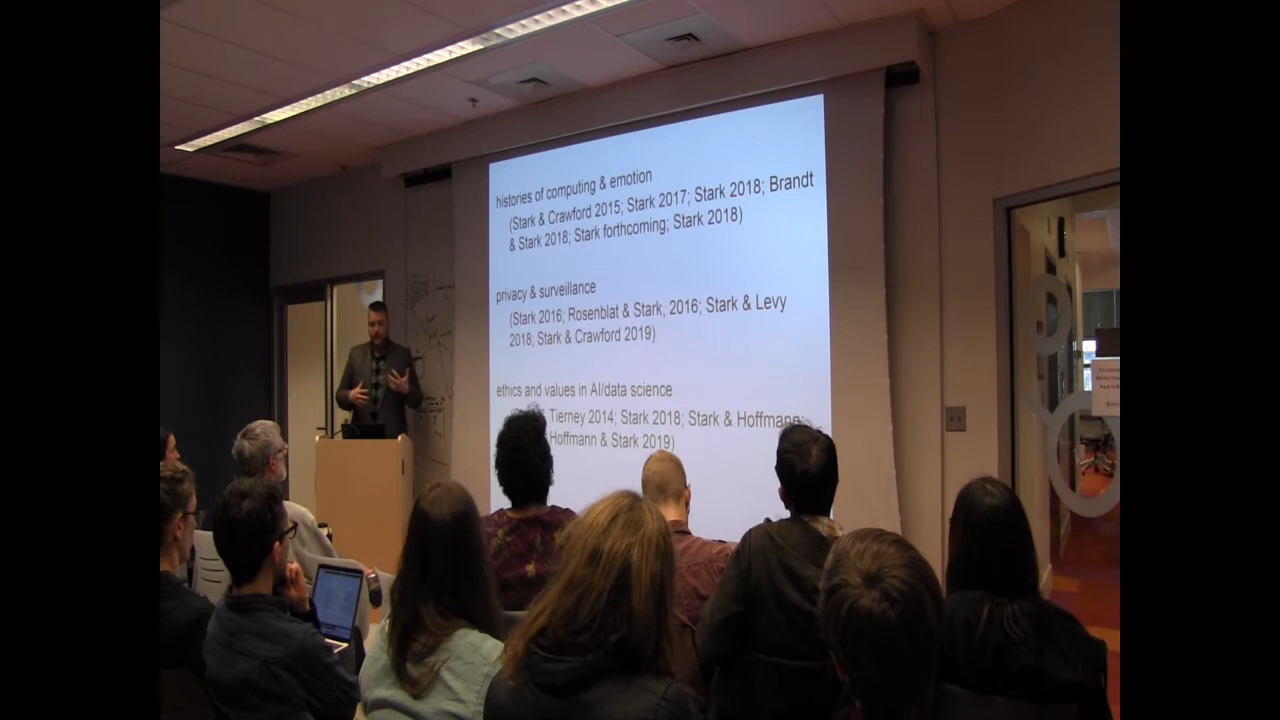 histories of computing & emotion
(Stark & Crawford 2015; Stark 2017; Stark 2018; Brandt
& Stark 2018; Stark forthcoming; Stark 2018)
privacy & surveillance
(Stark 2016; Rosenblat & Stark, 2016; Stark & Levy
2018; Stark & Crawford 2019)
ethics and values in AI/data science
Tierney 2014; Stark 2018; Stark & Hoffmann;
Hoffmann & Stark 2019)